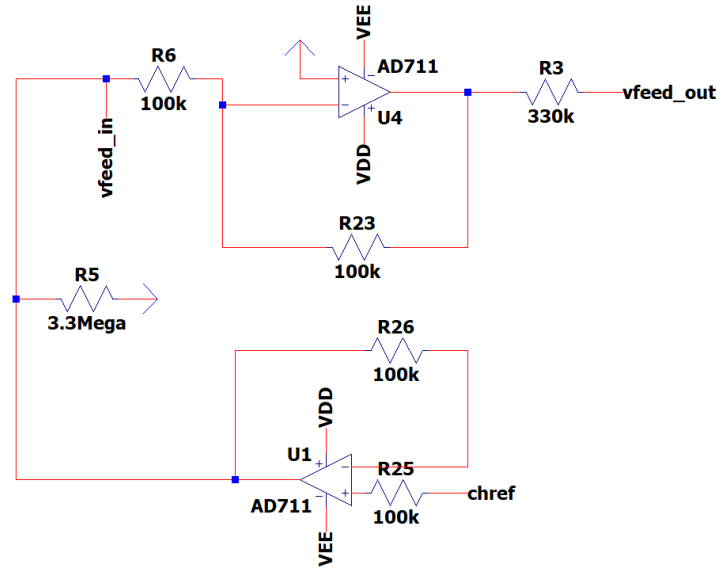 VEE
R6
100k
AD711
U4
VDD
R3
330k
vfeed_out
vfeed_in
R23
100k
R5
3.3Mega
R26
100k
VDD
U1
AD711
VEE
R25
100k
chref